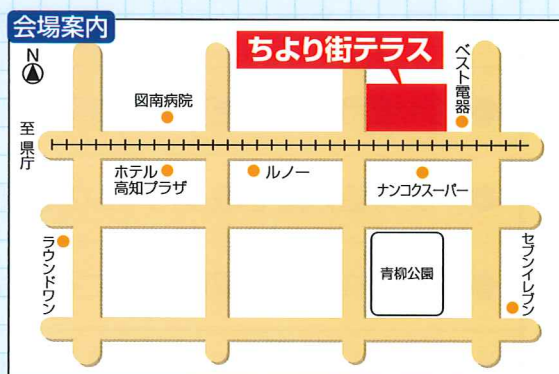 会場案内
N
至県庁
図南病院
ちより街テラス
ベスト電器
ホテル
高知プラザ
ルノー
ナンコクスーパー
ラウンドワン
青柳公園
セブンイレブン